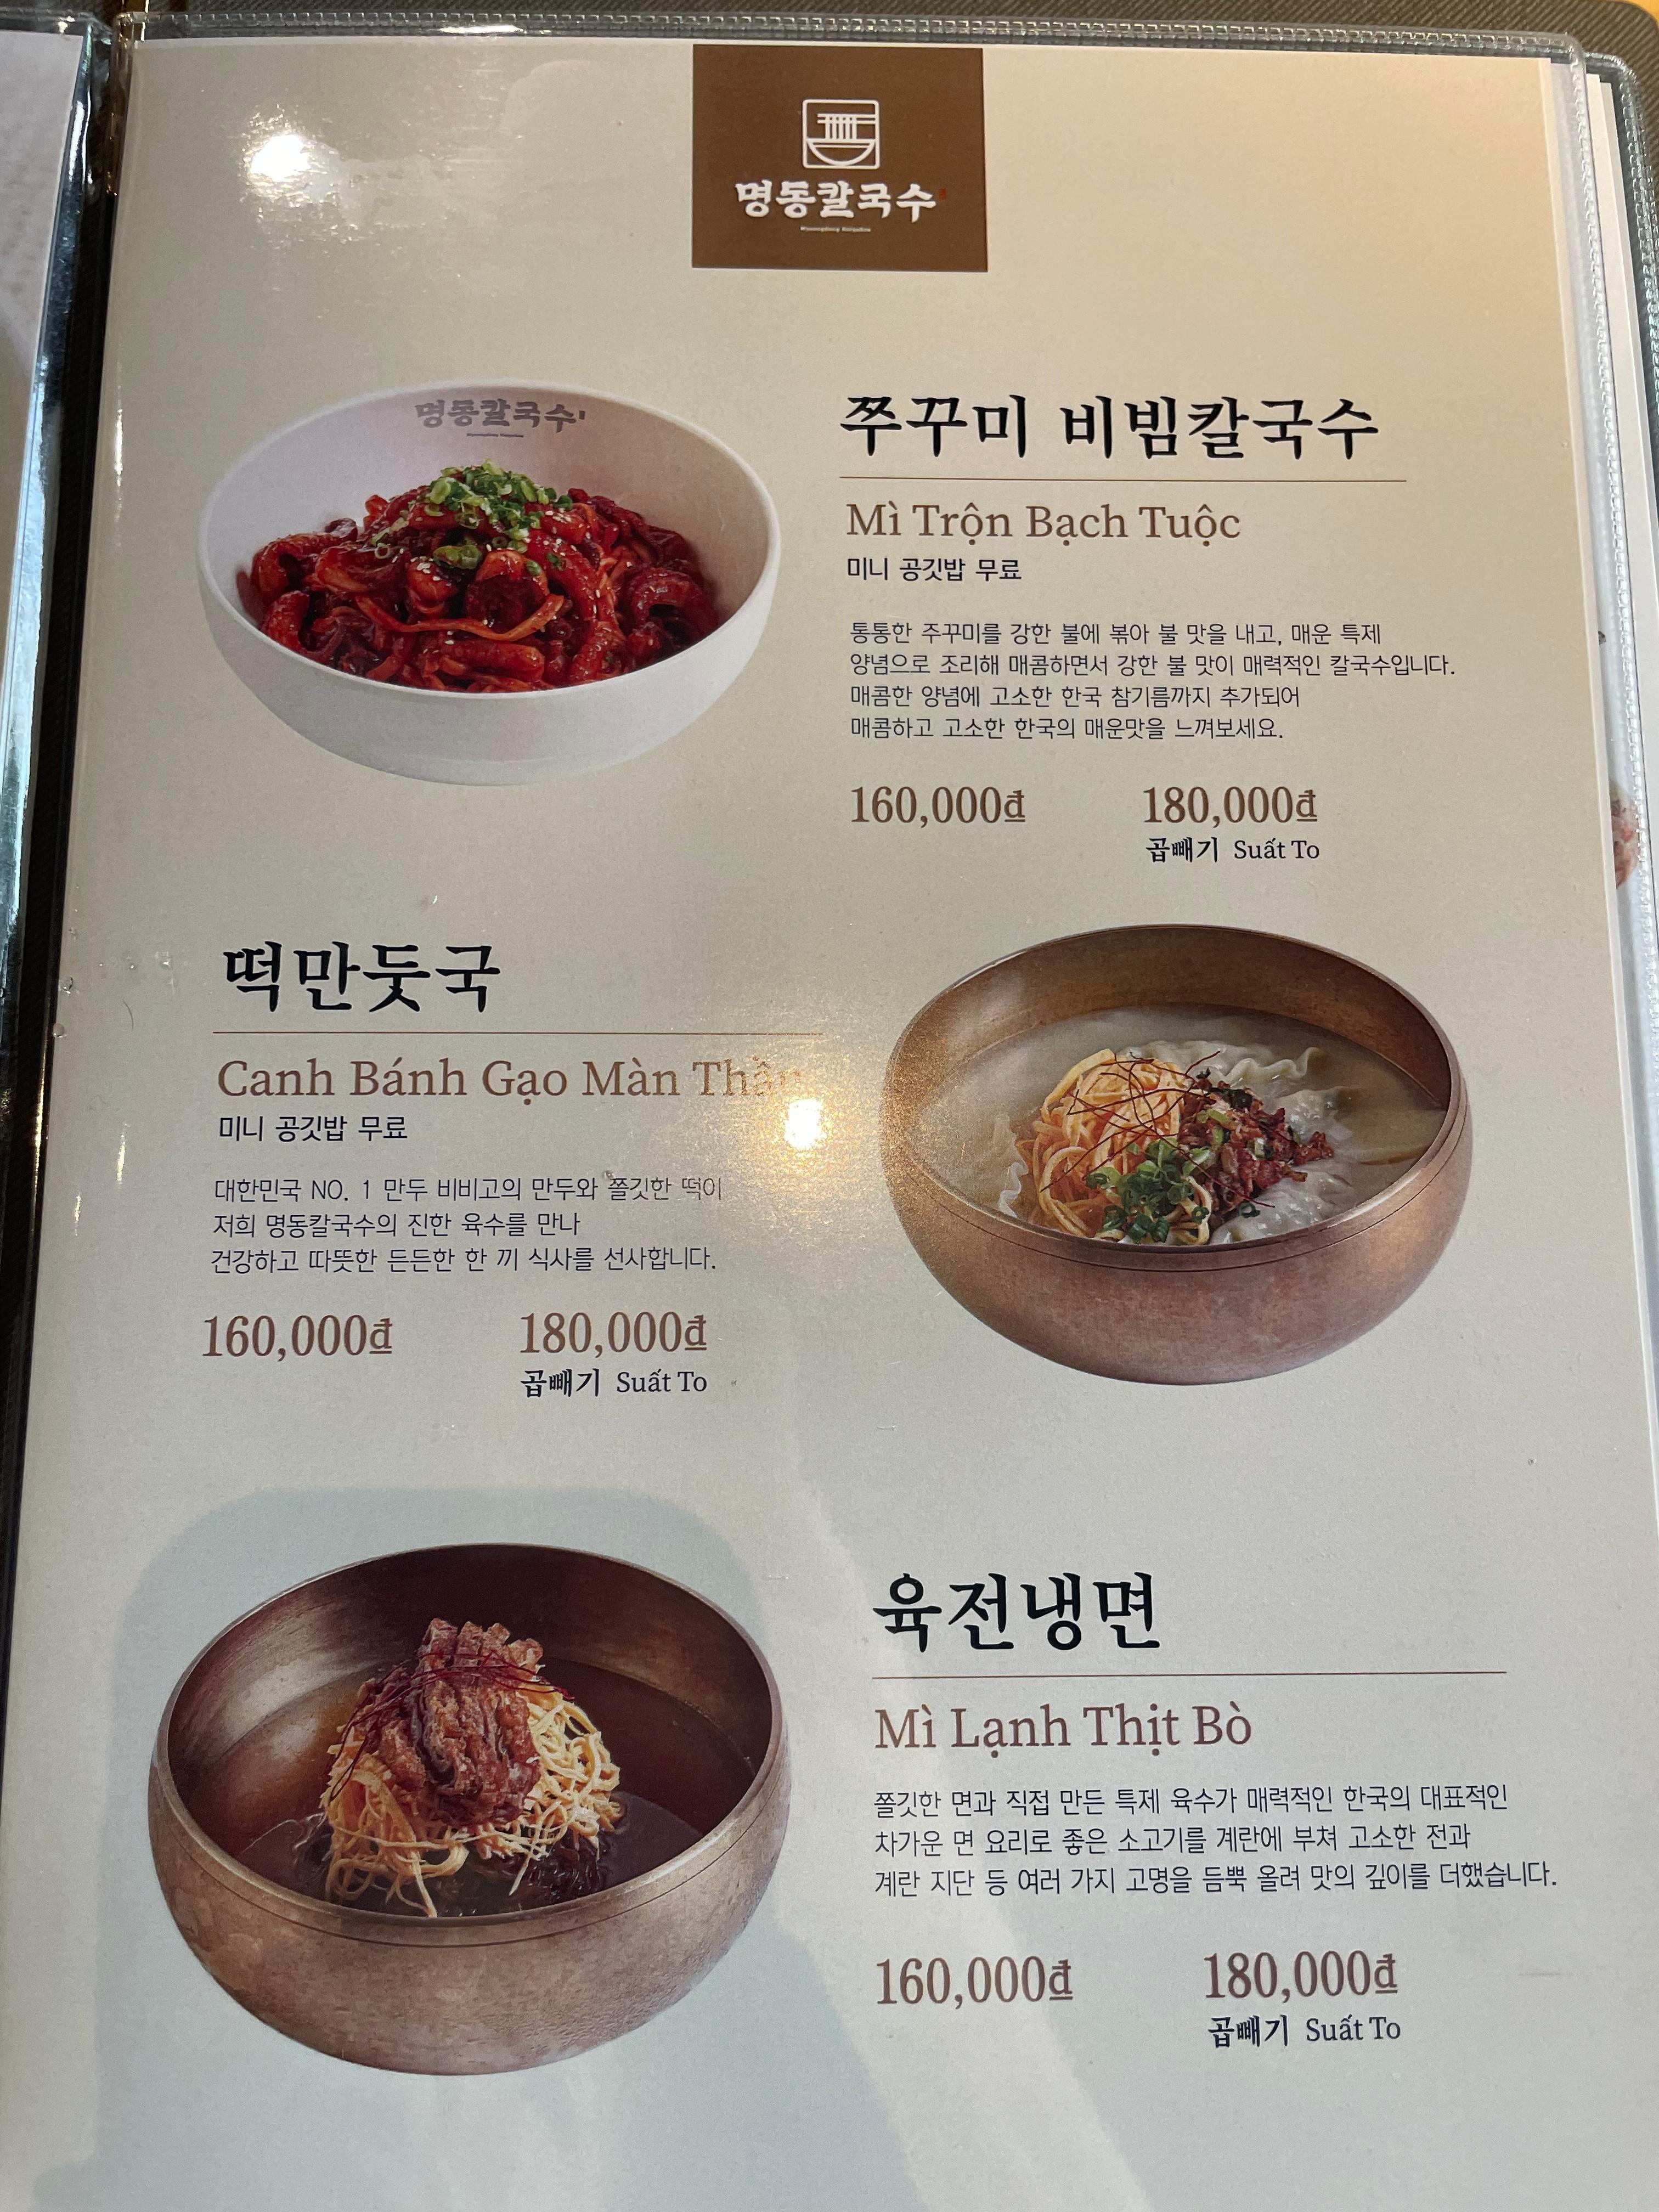 명동칼국수
명동칼국수
쭈꾸미 비빔칼국수
Mì Trộn Bạch Tuộc
미니 공깃밥 무료
통통한 주꾸미를 강한 불에 볶아 불 맛을 내고, 매운 특제
양념으로 조리해 매콤하면서 강한 불 맛이 매력적인 칼국수입니다.
매콤한 양념에 고소한 한국 참기름까지 추가되어
매콤하고 고소한 한국의 매운맛을 느껴보세요.
160,000₫ 180,000₫
곱빼기 Suất To
떡만둣국
Canh Bánh Gạo Màn Thầu
미니 공깃밥 무료
대한민국 NO. 1 만두 비비고의 만두와 쫄깃한 떡이
저희 명동칼국수의 진한 육수를 만나
건강하고 따뜻한 든든한 한 끼 식사를 선사합니다.
160,000₫ 180,000₫
곱빼기 Suất To
육전냉면
Mì Lạnh Thịt Bò
쫄깃한 면과 직접 만든 특제 육수가 매력적인 한국의 대표적인
차가운 면 요리로 좋은 소고기를 계란에 부쳐 고소한 전과
계란 지단 등 여러 가지 고명을 듬뿍 올려 맛의 깊이를 더했습니다.
160,000₫ 180,000₫
곱빼기 Suất To